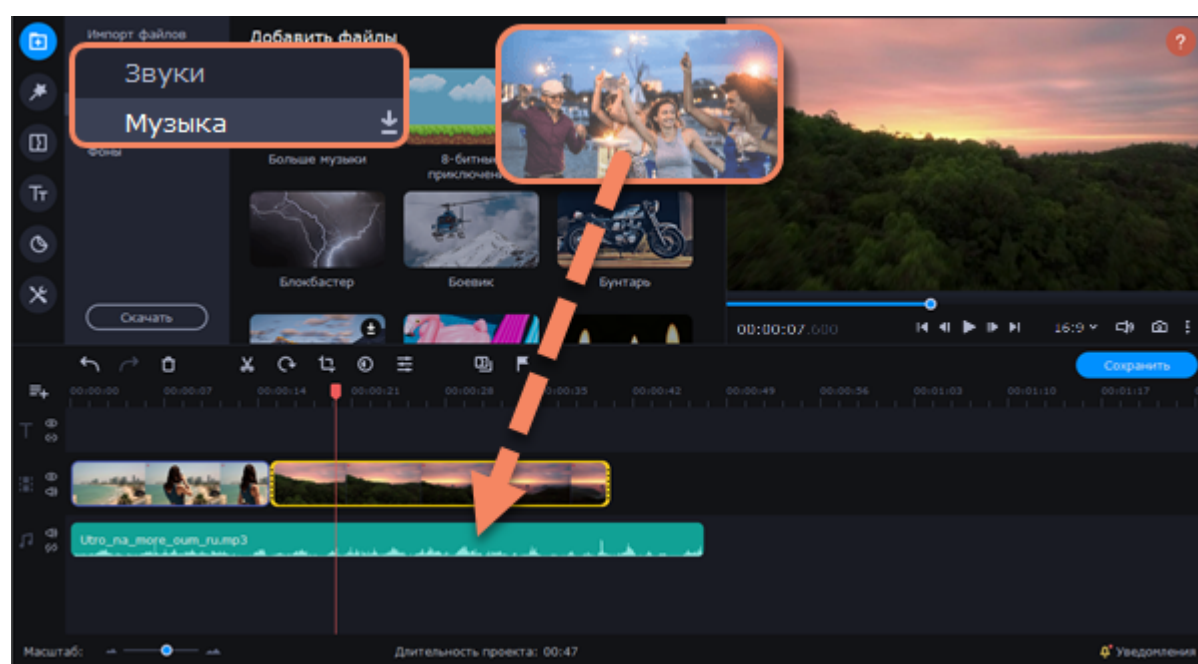 Импорт файлов
Добавить файлы
?
Звуки
Музыка
Фоны
Больше музыки
8-битные
приключения
Tт
Блокбастер
Боевик
Бунтарь
Скачать
00:00:07.600
16:9
Сохранить
00:00:00 00:00:07 00:00:14 00:00:21 00:00:28 00:00:35 00:00:42 00:00:49 00:00:56 00:01:03 00:01:10 00:01:17
Utro_na_more_oum_ru.mp3
Масштаб:
Длительность проекта: 00:47
Уведомления